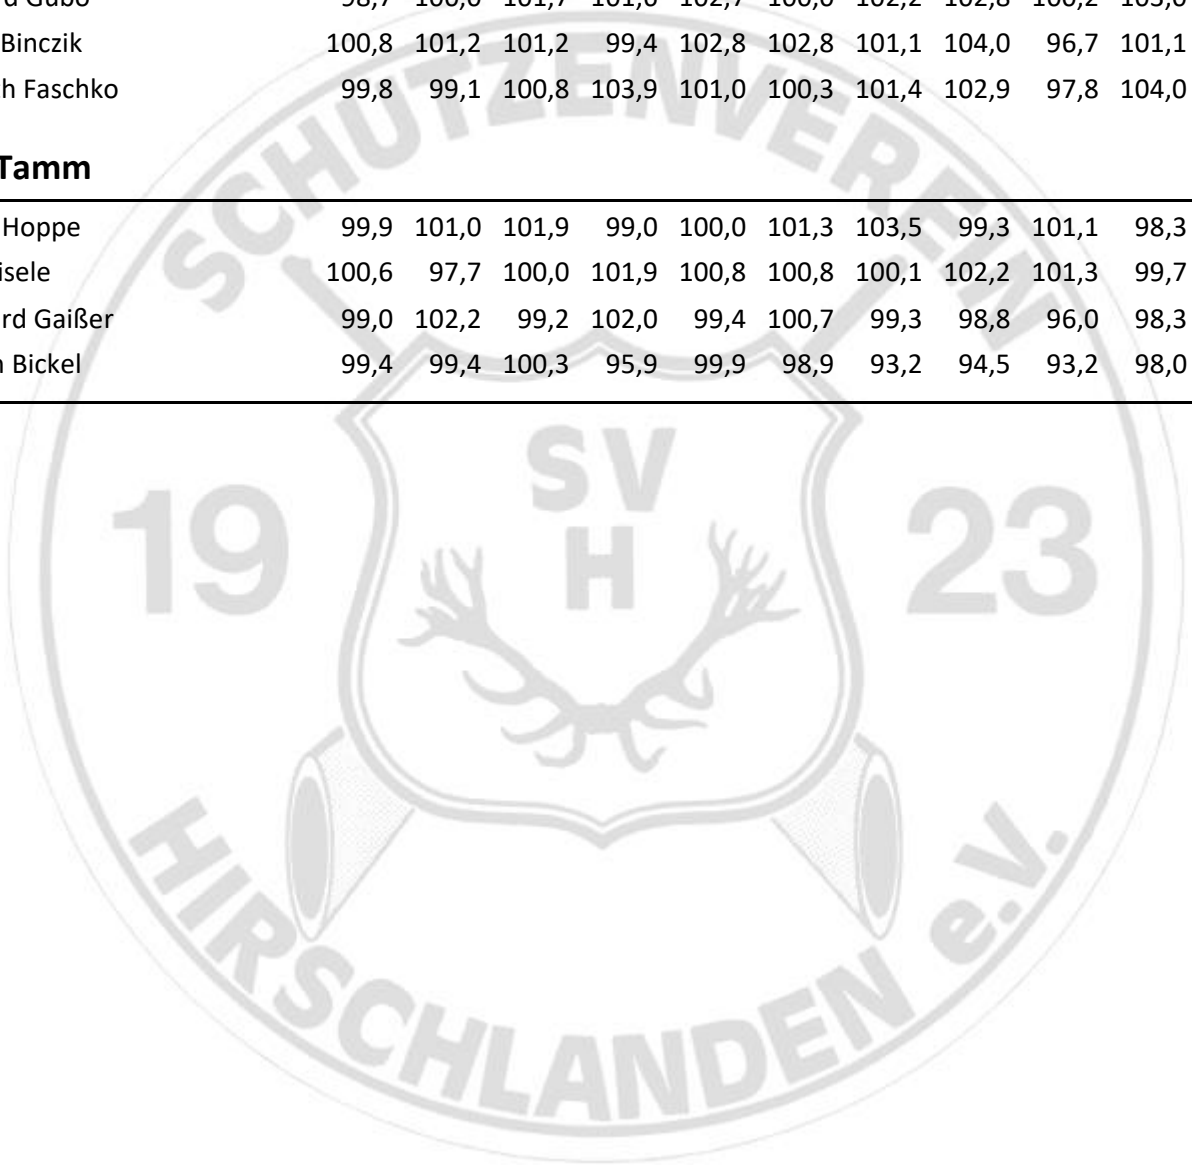 100,8 101,2 101,2 99,4 102,8 102,8 101,1 104,0 96,7 101,1
Binczik
h Faschko 99,8 99,1 100,8 103,9 101,0 100,3 101,4 102,9 97,8 104,0
Tamm
Hoppe 99,9 101,0 101,9 99,0 100,0 101,3 103,5 99,3 101,1 98,3
isele 100,6 97,7 100,0 101,9 100,8 100,8 100,1 102,2 101,3 99,7
rd Gaißer 99,0 102,2 99,2 102,0 99,4 100,7 99,3 98,8 96,0 98,3
n Bickel 99,4 99,4 100,3 95,9 99,9 98,9 93,2 94,5 93,2 98,0
SCHÜTZENVEREIN
SV
H
19 23
HIRSCHLANDEN e.V.